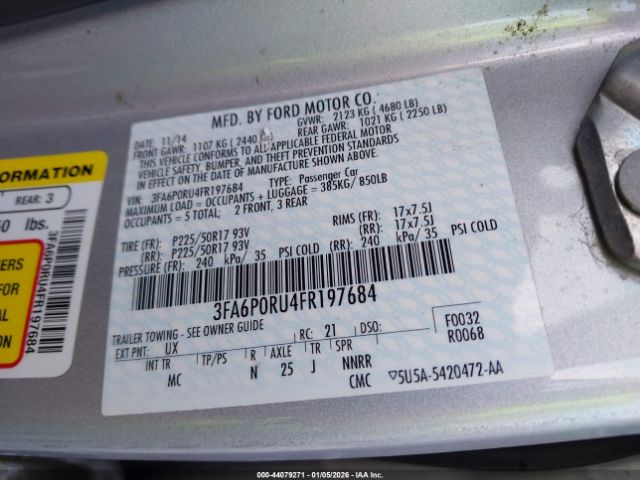 MFD. BY FORD MOTOR CO.
DATE: 11/14 GVWR: 2123 KG ( 4680 LB)
FRONT GAWR: 1107 KG ( 2440 LB) REAR GAWR: 1021 KG ( 2250 LB)
THIS VEHICLE CONFORMS TO ALL APPLICABLE FEDERAL MOTOR
VEHICLE SAFETY, BUMPER, AND THEFT PREVENTION STANDARDS
IN EFFECT ON THE DATE OF MANUFACTURE SHOWN ABOVE.
VIN: 3FA6P0RU4FR197684 TYPE: Passenger Car
MAXIMUM LOAD = OCCUPANTS + LUGGAGE = 385KG/ 850LB
OCCUPANTS = 5 TOTAL; 2 FRONT, 3 REAR
TIRE (FR): P225/50R17 93V RIMS (FR): 17x7.5J
(RR): P225/50R17 93V (RR): 17x7.5J
PRESSURE (FR): 240 kPa/ 35 PSI COLD (RR): 240 kPa/ 35 PSI COLD
3FA6P0RU4FR197684
TRAILER TOWING - SEE OWNER GUIDE
EXT PNT: UX RC: 21 DSO: F0032
R0068
INT TR TP/PS R AXLE TR SPR
MC N 25 J NNRR
CMC 5U5A-5420472-AA
FORMATION
REAR: 3
lbs.
3FA6P0RU4FR197684
000-44079271 - 01/05/2026 - IAA Inc.